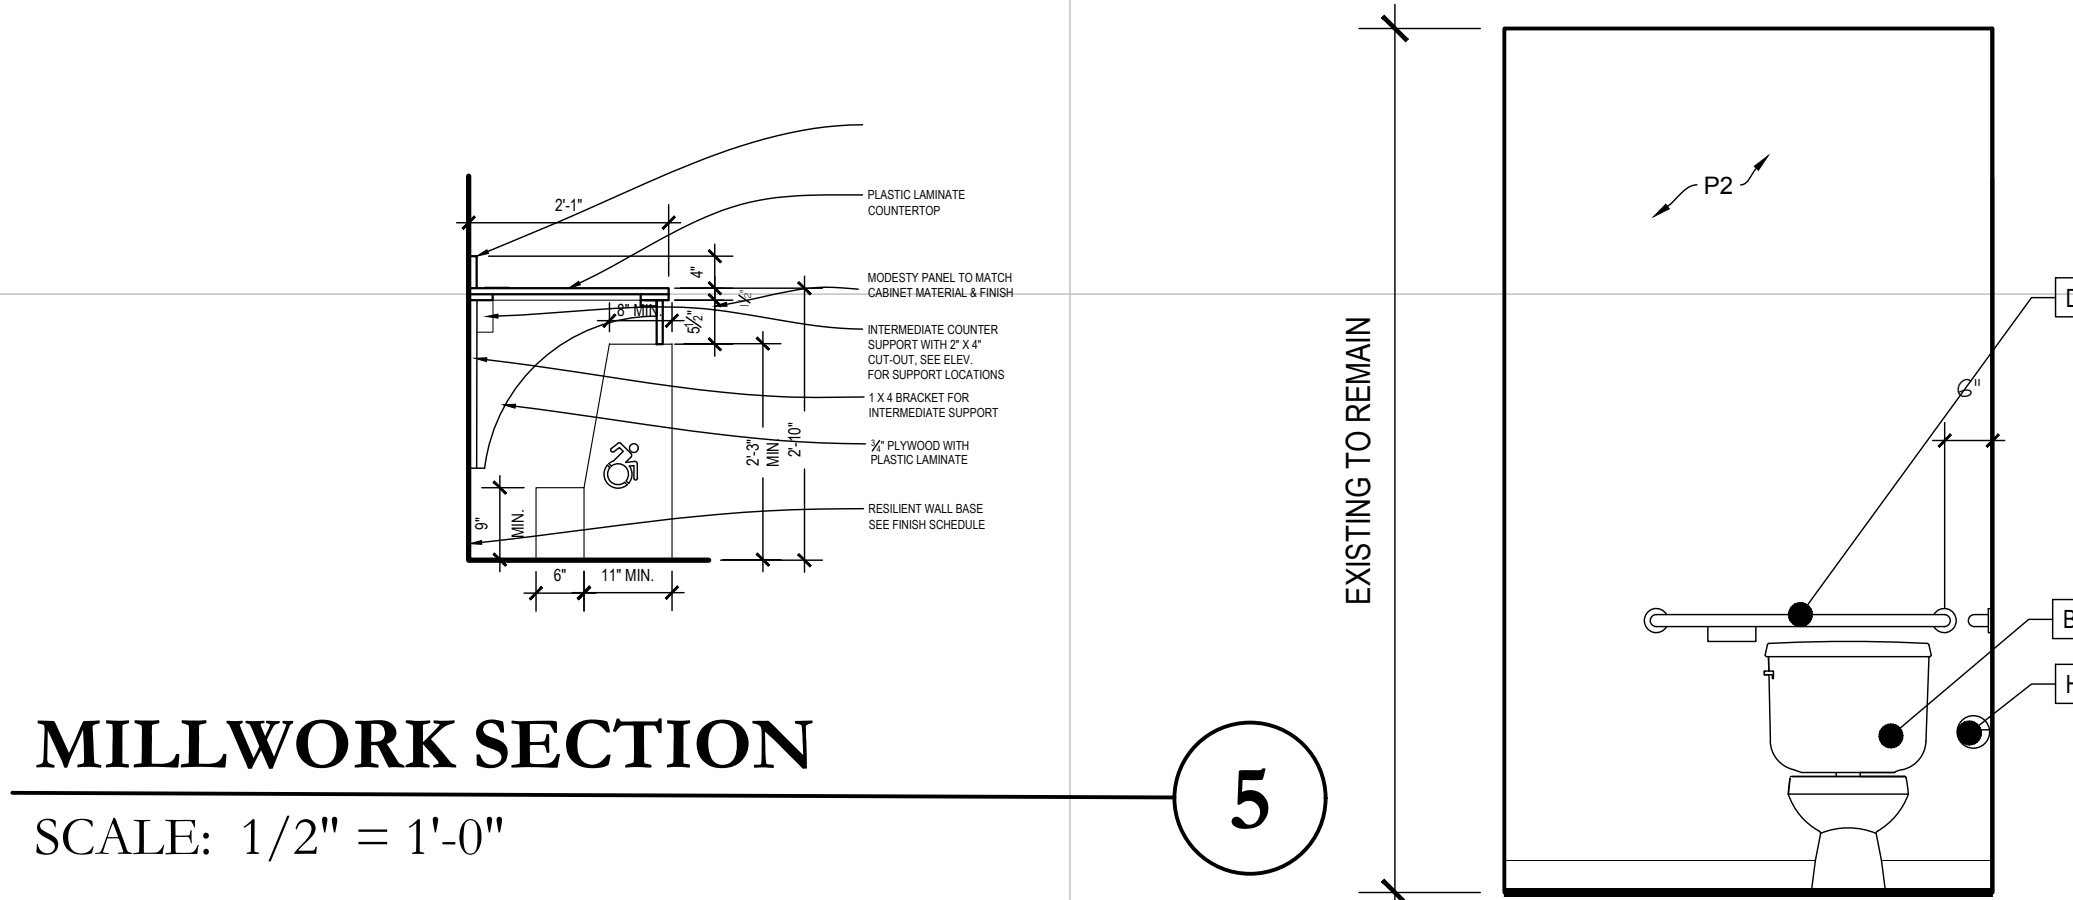 2'-1"
PLASTIC LAMINATE
COUNTERTOP
4"
1/2"
MODESTY PANEL TO MATCH
CABINET MATERIAL & FINISH
8" MIN.
5½"
INTERMEDIATE COUNTER
SUPPORT WITH 2" X 4"
CUT-OUT, SEE ELEV.
FOR SUPPORT LOCATIONS
1 X 4 BRACKET FOR
INTERMEDIATE SUPPORT
¾" PLYWOOD WITH
PLASTIC LAMINATE
2'-3"
MIN
2'-10"
RESILIENT WALL BASE
SEE FINISH SCHEDULE
9"
MIN.
6"
11" MIN.
MILLWORK SECTION
5
SCALE: 1/2" = 1'-0"
EXISTING TO REMAIN
P2
6"